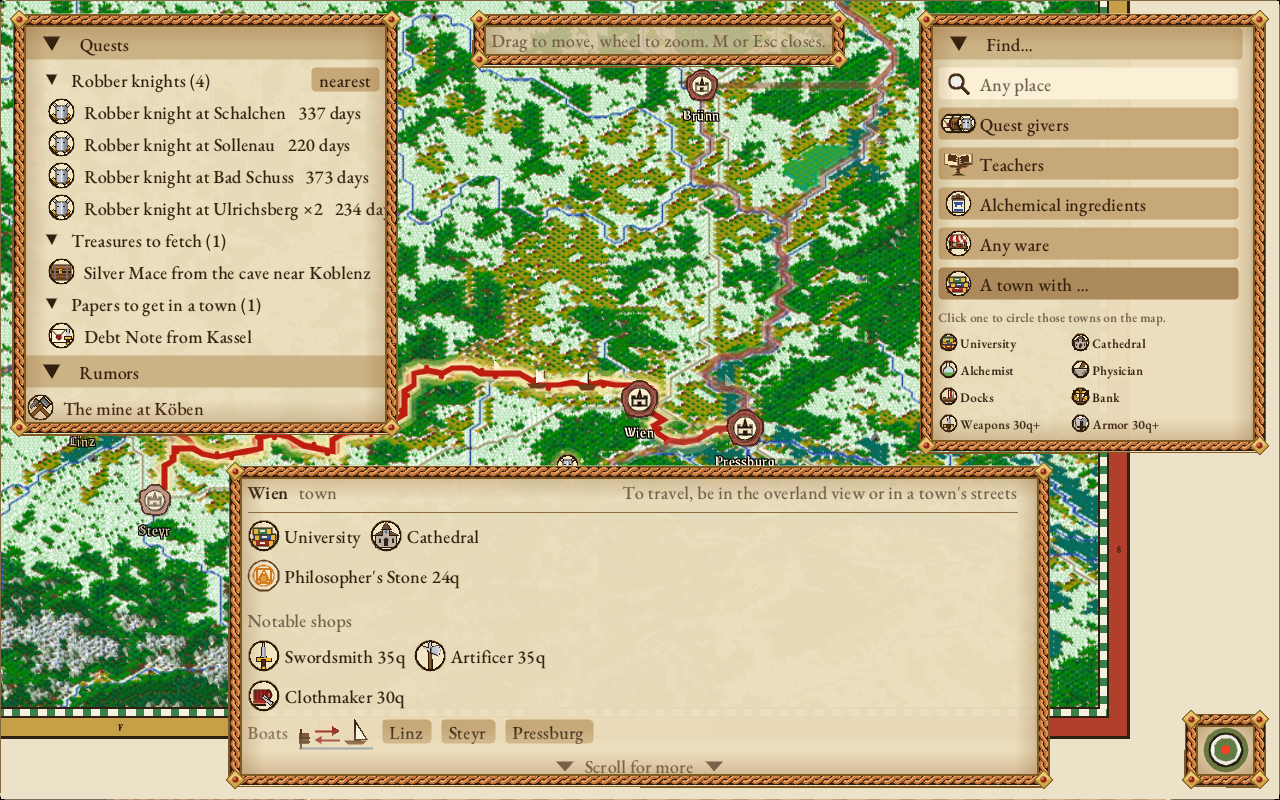 Quests
Robber knights (4) nearest
Robber knight at Schalchen 337 days
Robber knight at Sollenau 220 days
Robber knight at Bad Schuss 373 days
Robber knight at Ulrichsberg ×2 234 da
Treasures to fetch (1)
Silver Mace from the cave near Koblenz
Papers to get in a town (1)
Debt Note from Kassel
Rumors
The mine at Köben
Drag to move, wheel to zoom. M or Esc closes.
Find...
Any place
Quest givers
Teachers
Alchemical ingredients
Any ware
A town with ...
Click one to circle those towns on the map.
University Cathedral
Alchemist Physician
Docks Bank
Weapons 30q+ Armor 30q+
Brünn
Wien
Pressburg
Linz
Steyr
Wien town To travel, be in the overland view or in a town's streets
University Cathedral
Philosopher's Stone 24q
Notable shops
Swordsmith 35q Artificer 35q
Clothmaker 30q
Boats Linz Steyr Pressburg
Scroll for more
F
8